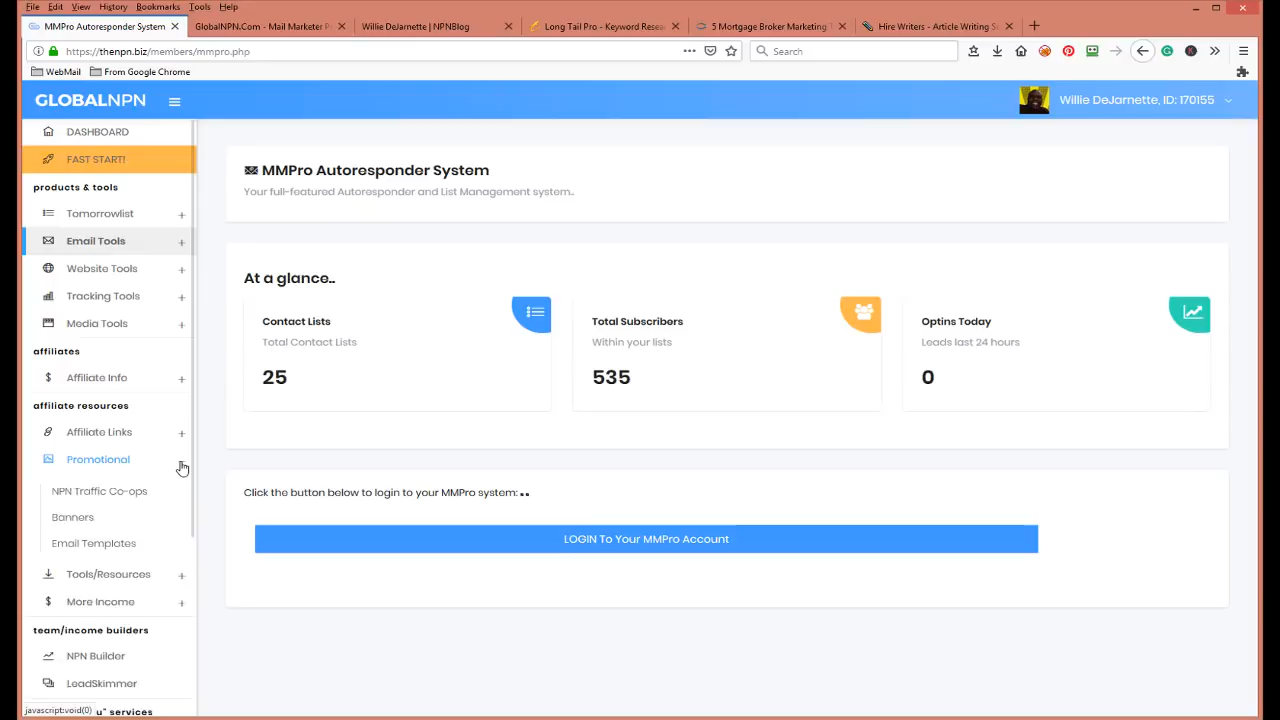 File Edit View History Bookmarks Tools Help
MMPro Autoresponder System
GlobalNPN.Com - Mail Marketer P
Willie DeJarnette | NPNBlog
Long Tail Pro - Keyword Resea
5 Mortgage Broker Marketing T
Hire Writers - Article Writing S
https://thenpn.biz/members/mmpro.php
Search
WebMail From Google Chrome
GLOBALNPN
Willie DeJarnette, ID: 170155
DASHBOARD
FAST START!
products & tools
Tomorrowlist
Email Tools
Website Tools
Tracking Tools
Media Tools
affiliates
Affiliate Info
affiliate resources
Affiliate Links
Promotional
NPN Traffic Co-ops
Banners
Email Templates
Tools/Resources
More Income
team/income builders
NPN Builder
LeadSkimmer
u" services
javascript:void(0)
MMPro Autoresponder System
Your full-featured Autoresponder and List Management system..
At a glance..
Contact Lists
Total Contact Lists
25
Total Subscribers
Within your lists
535
Optins Today
Leads last 24 hours
0
Click the button below to login to your MMPro system: ..
LOGIN To Your MMPro Account